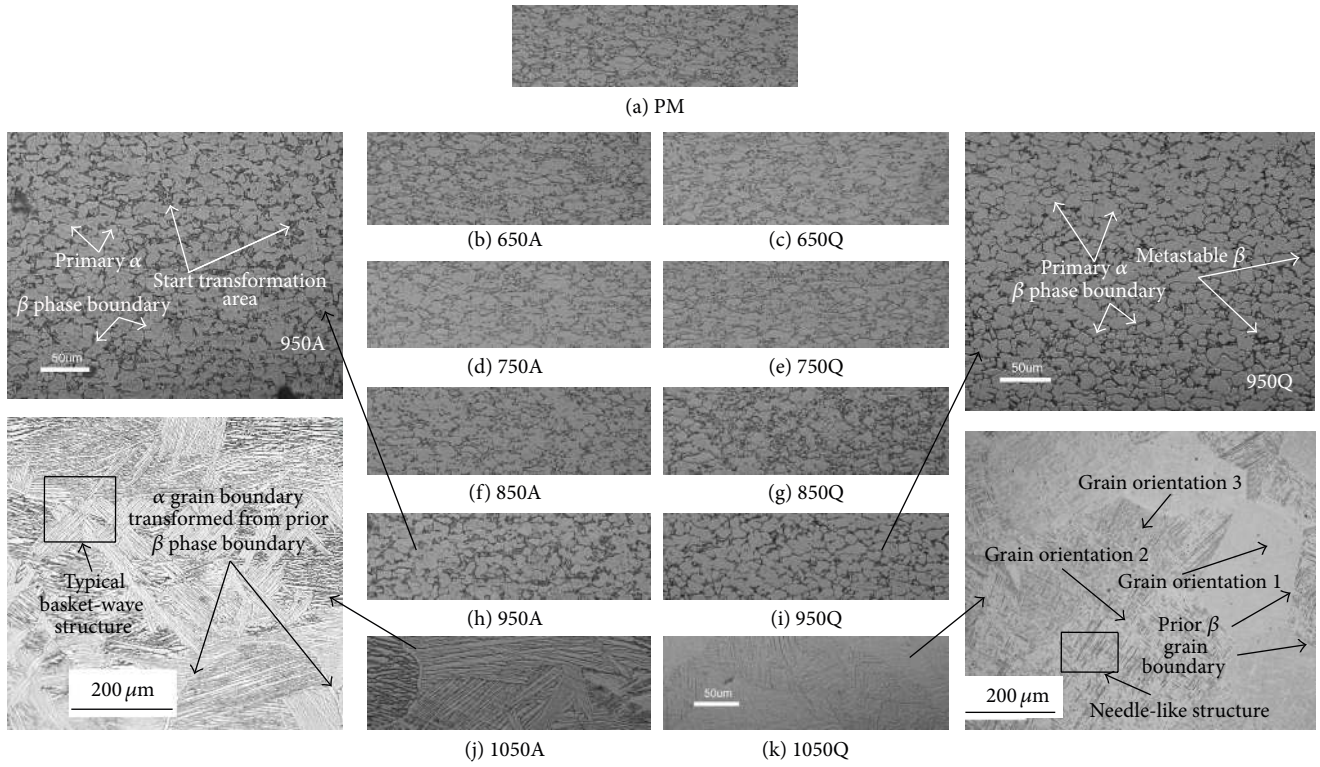 (a) PM
Primary α
Start transformation
area
β phase boundary
950A
50um
(b) 650A
(c) 650Q
(d) 750A
(e) 750Q
(f) 850A
(g) 850Q
(h) 950A
(i) 950Q
50um
(j) 1050A
(k) 1050Q
Metastable β
Primary α
β phase boundary
50um
950Q
α grain boundary
transformed from prior
β phase boundary
Typical
basket-wave
structure
200 μm
Grain orientation 3
Grain orientation 2
Grain orientation 1
Prior β
grain
boundary
200 μm
Needle-like structure